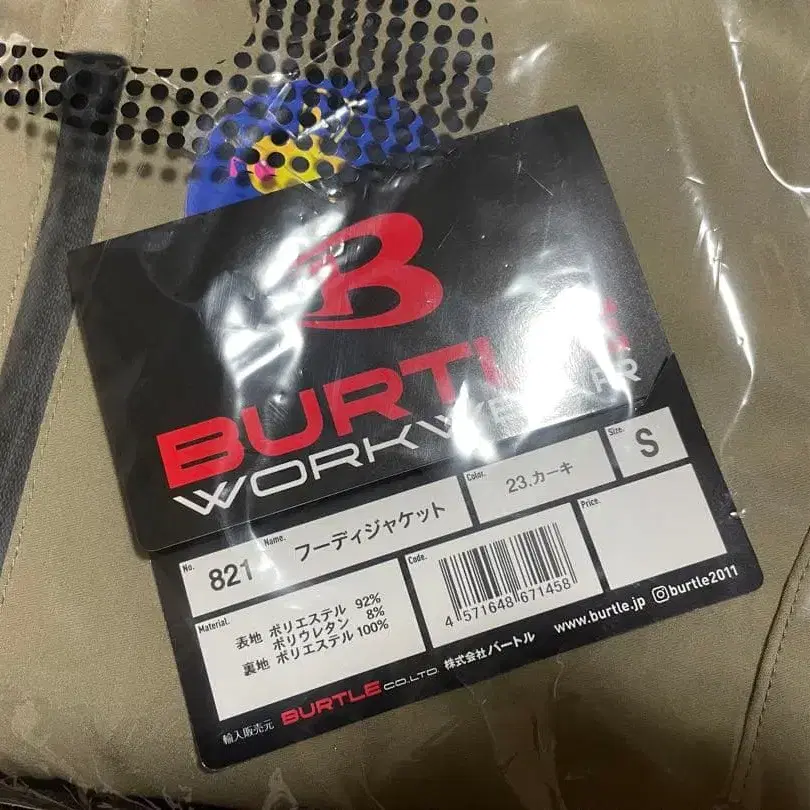 B
BURTLE
WORKWEAR
No. 821 Name. フーディジャケット Color. 23.カーキ Size. S
Material.
表地 ポリエステル 92%
ポリウレタン 8%
裏地 ポリエステル 100%
Code.
4 571648 671458
Price.
輸入販売元 BURTLE CO.LTD. 株式会社バートル www.burtle.jp burtle2011